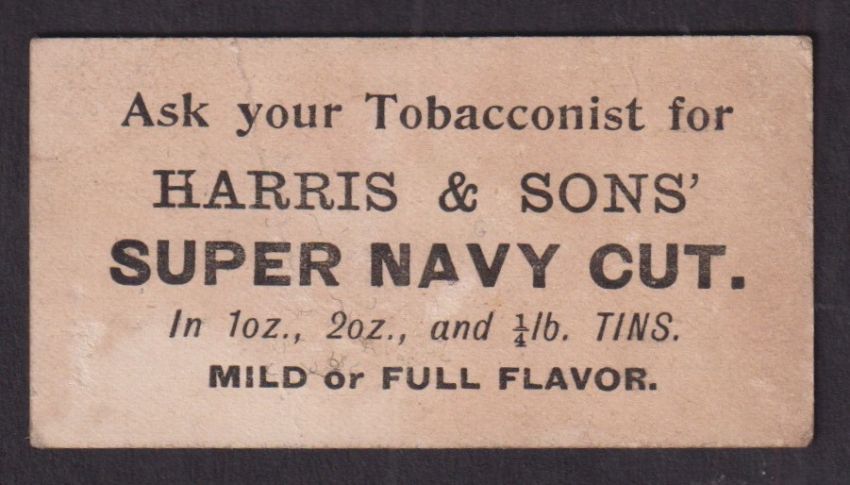 Ask your Tobacconist for
HARRIS & SONS'
SUPER NAVY CUT.
In 1oz., 2oz., and ¼lb. TINS.
MILD or FULL FLAVOR.